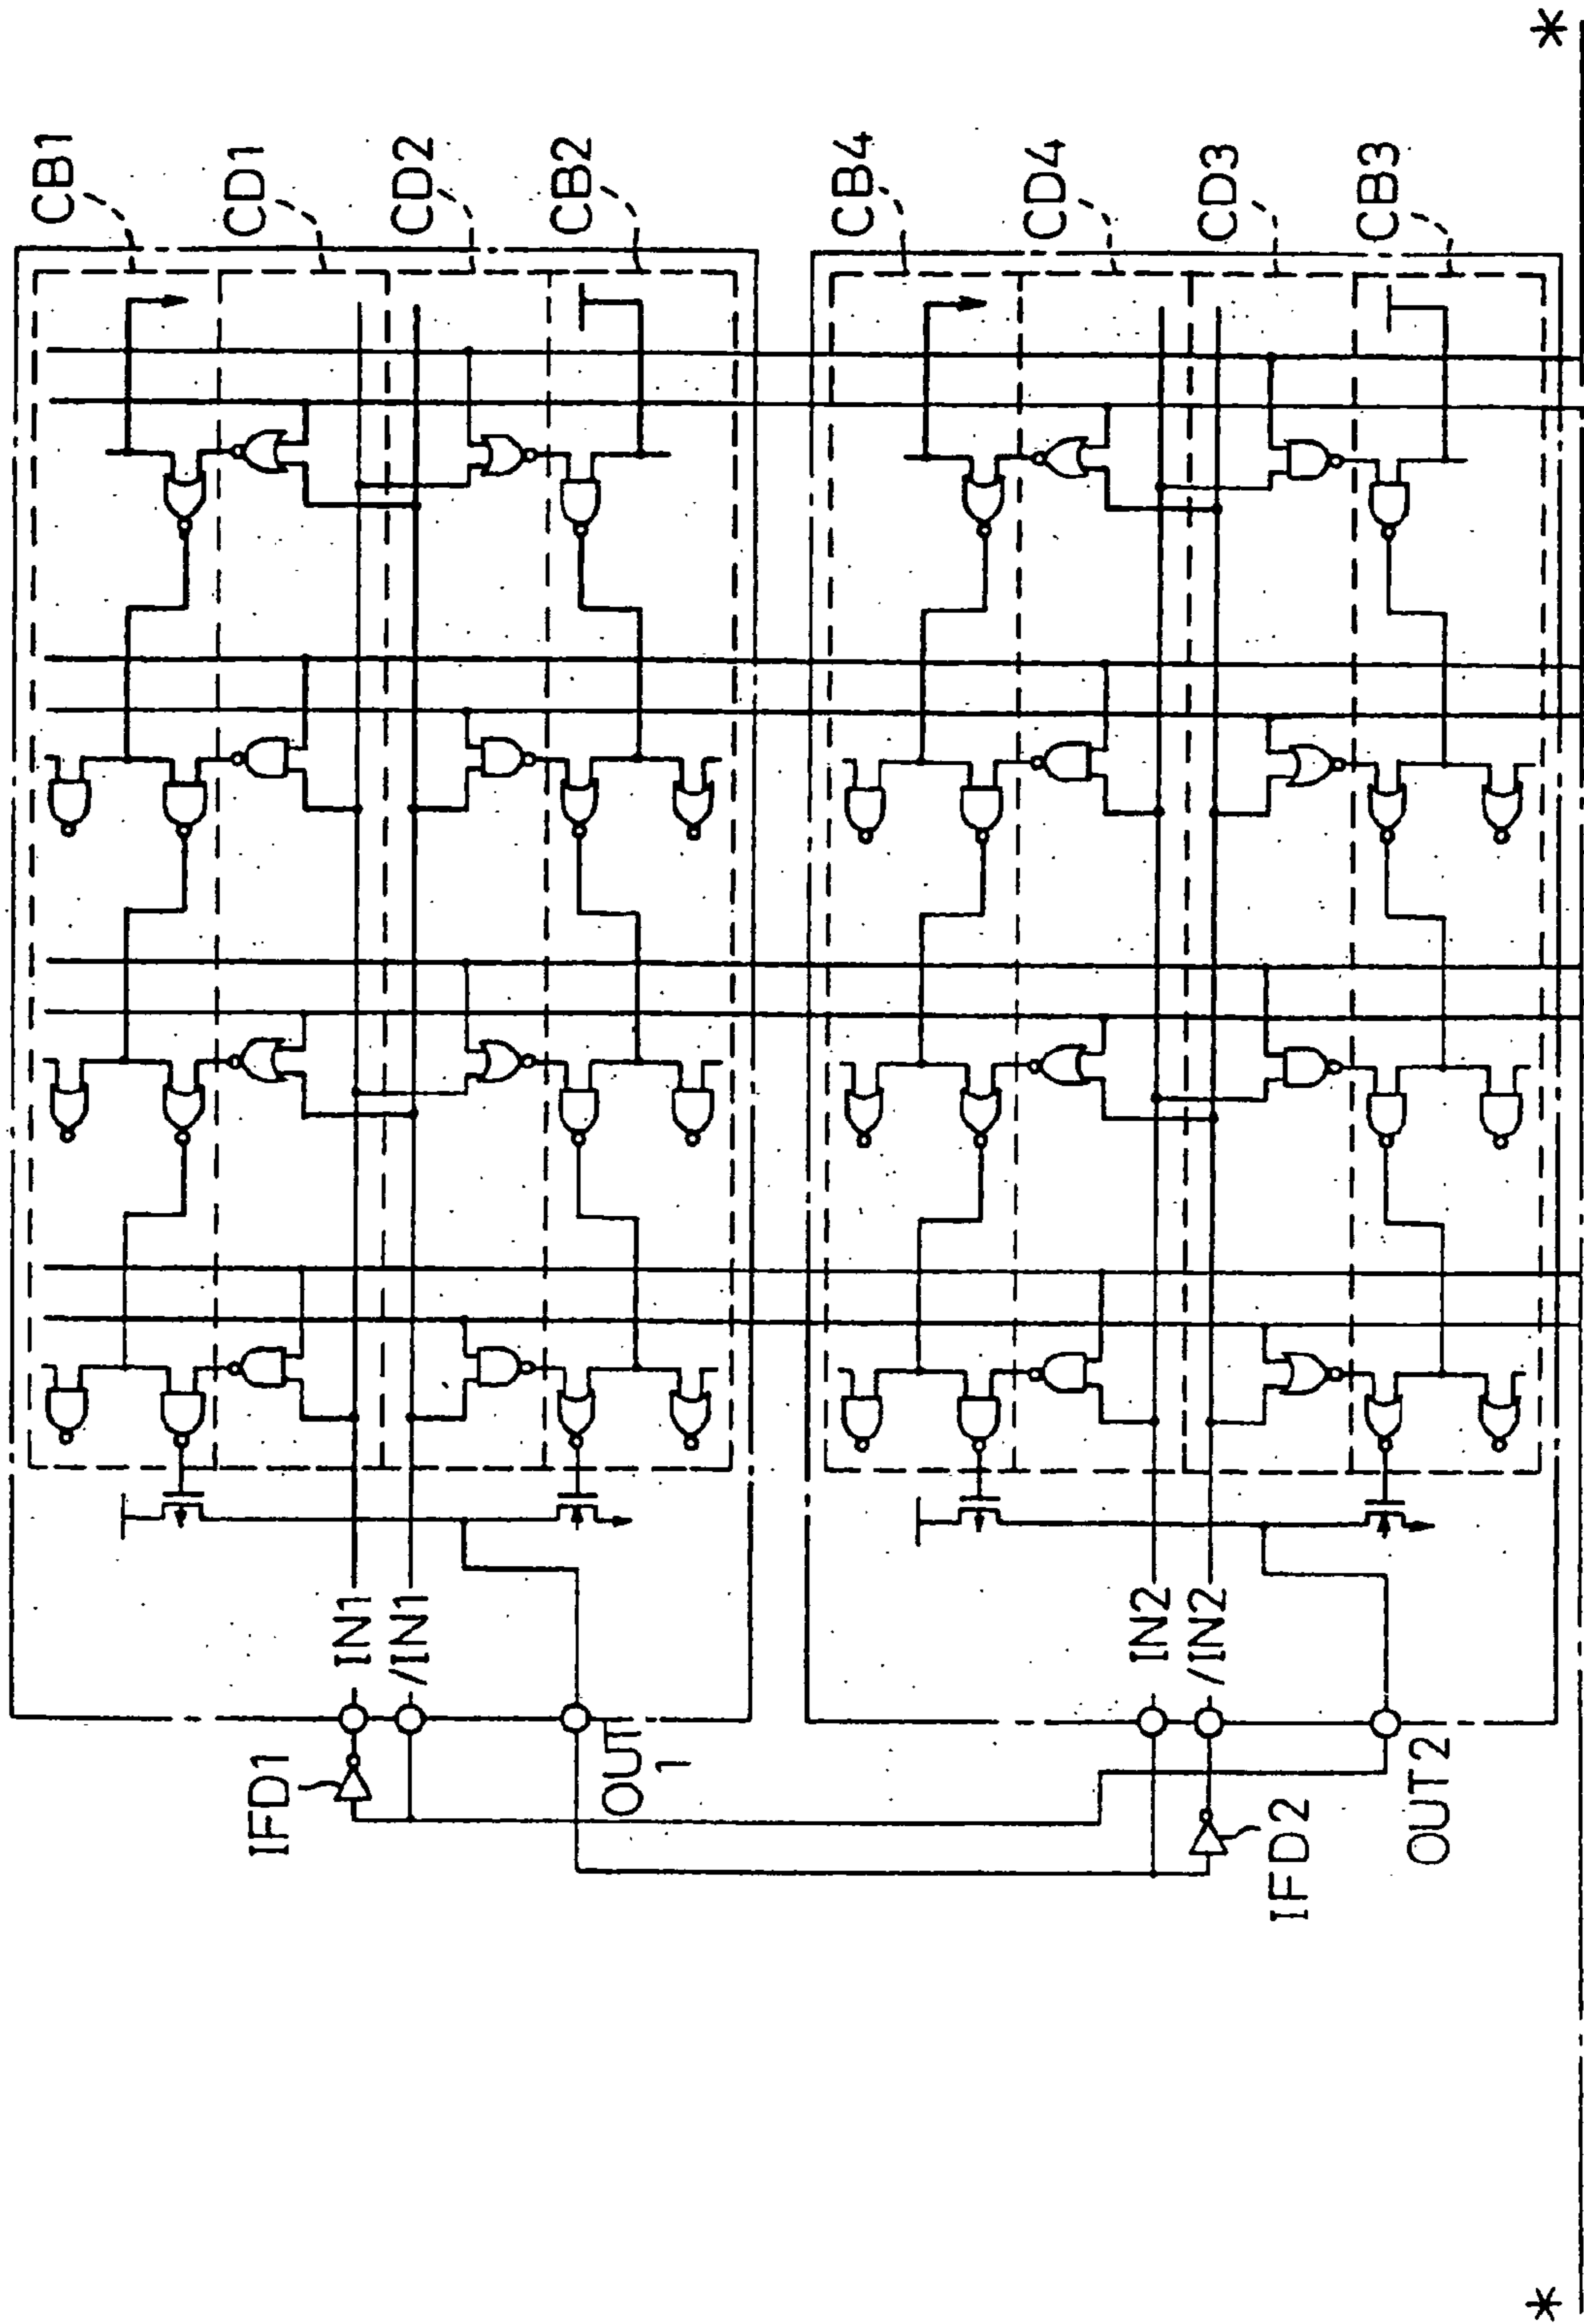 CB1
CD1
CD2
CB2
CB4
CD4
CD3
CB3
IN1
/IN1
OUT
1
IFD1
IN2
/IN2
OUT2
IFD2
*
*